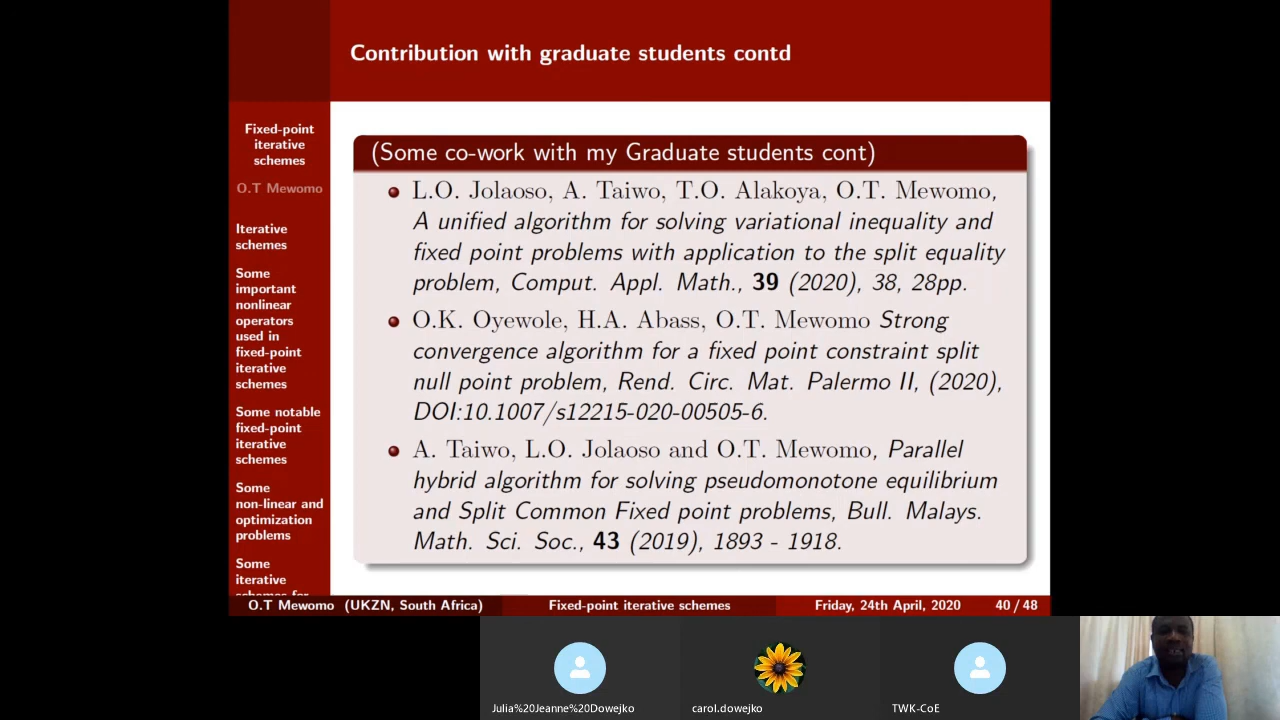 Contribution with graduate students contd
Fixed-point
iterative
schemes
O.T Mewomo
Iterative
schemes
Some
important
nonlinear
operators
used in
fixed-point
iterative
schemes
Some notable
fixed-point
iterative
schemes
Some
non-linear and
optimization
problems
Some
iterative
schemes for
(Some co-work with my Graduate students cont)
L.O. Jolaoso, A. Taiwo, T.O. Alakoya, O.T. Mewomo,
A unified algorithm for solving variational inequality and
fixed point problems with application to the split equality
problem, Comput. Appl. Math., 39 (2020), 38, 28pp.
O.K. Oyewole, H.A. Abass, O.T. Mewomo Strong
convergence algorithm for a fixed point constraint split
null point problem, Rend. Circ. Mat. Palermo II, (2020),
DOI:10.1007/s12215-020-00505-6.
A. Taiwo, L.O. Jolaoso and O.T. Mewomo, Parallel
hybrid algorithm for solving pseudomonotone equilibrium
and Split Common Fixed point problems, Bull. Malays.
Math. Sci. Soc., 43 (2019), 1893 - 1918.
O.T Mewomo (UKZN, South Africa) Fixed-point iterative schemes Friday, 24th April, 2020 40 / 48
Julia%20Jeanne%20Dowejko carol.dowejko TWK-CoE